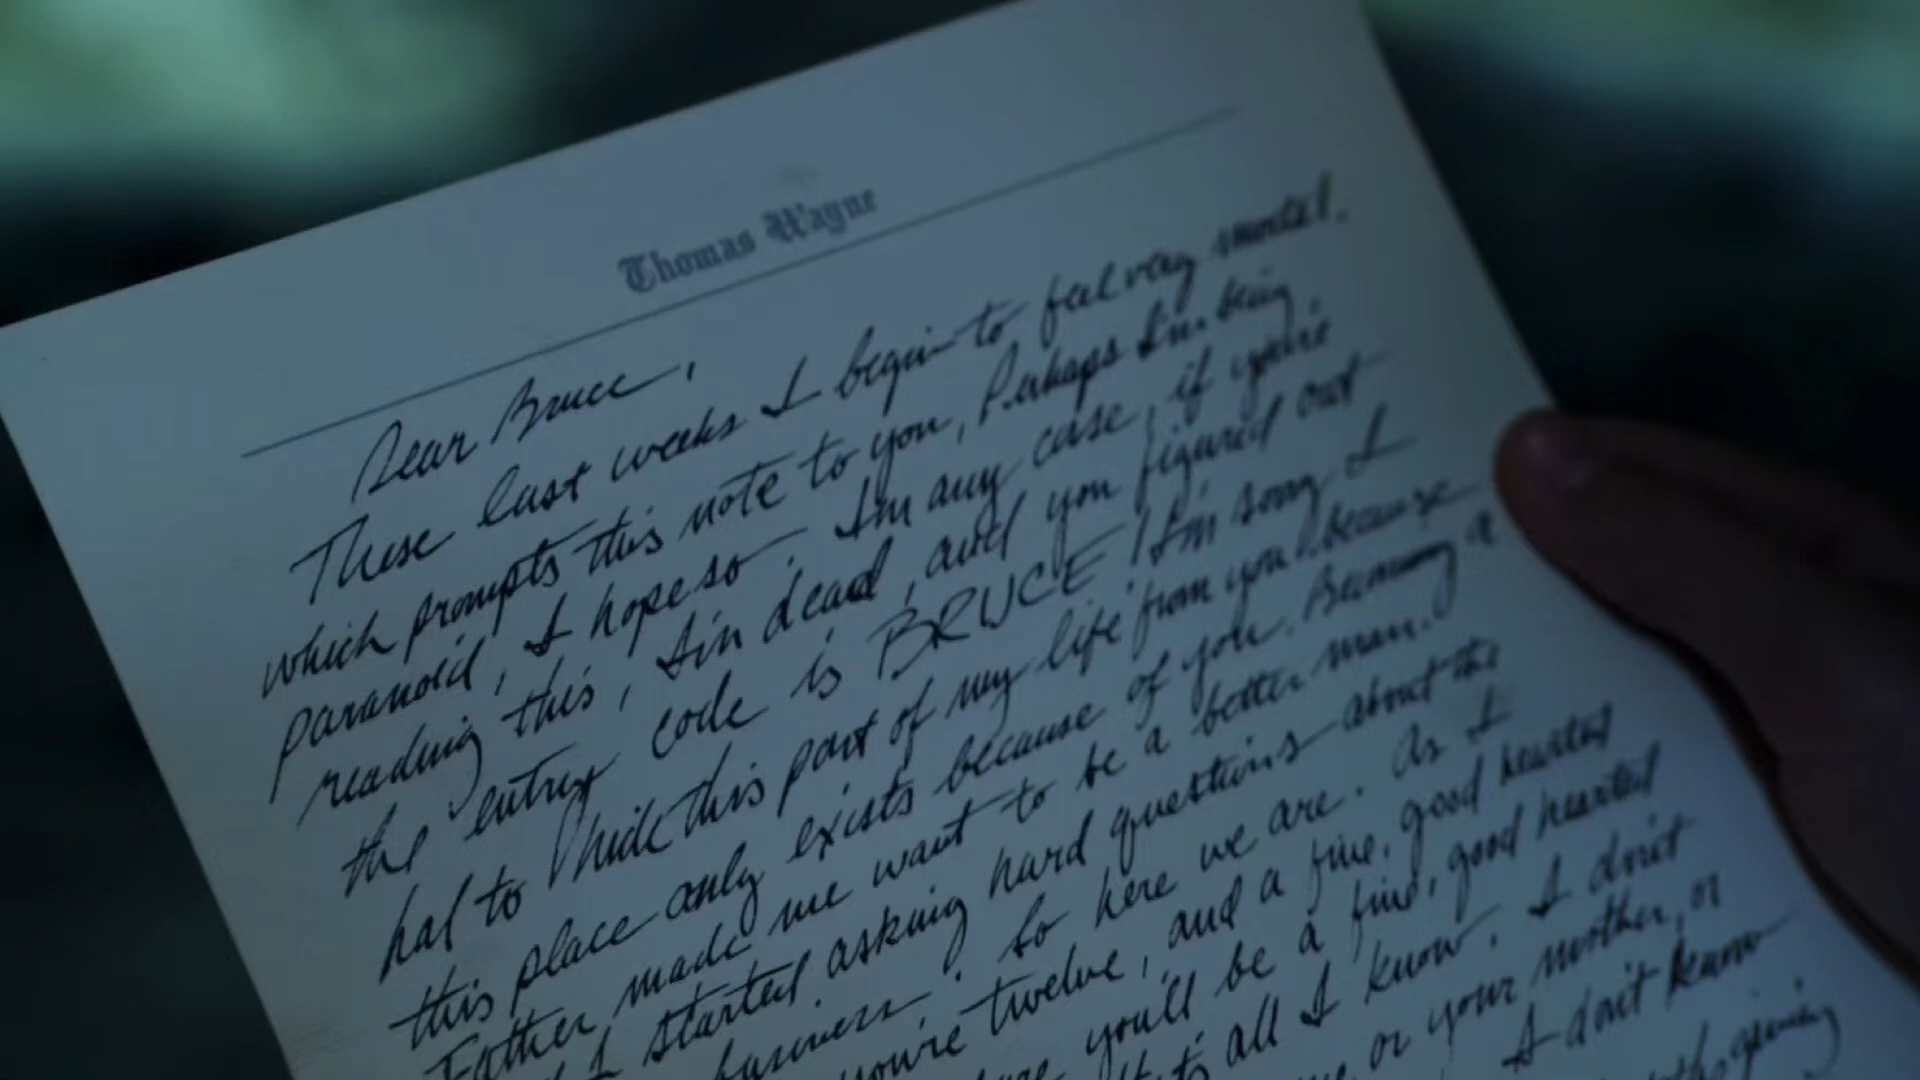 Thomas Wayne
Dear Bruce,
These last weeks I begin to feel very mortal.
which prompts this note to you, Perhaps I'm being
paranoid, I hope so. In any case, if you're
reading this, I'm dead, and you figured out
the entry code is BRUCE. I'm sorry I
had to hide this part of my life from you because
this place only exists because of you. Becoming a
Father made me want to be a better man.
I started asking hard questions about the
business. So here we are. As I
you're twelve, and a fine, good hearted
you'll be a fine, good hearted
all I know. I don't
or your mother, or
I don't know